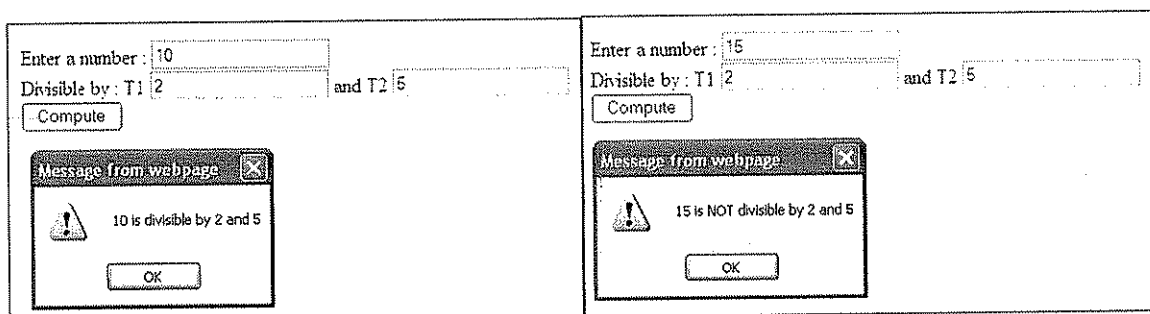 Enter a number : 10
Divisible by : T1 2 and T2 5
Compute
Message from webpage
10 is divisible by 2 and 5
OK
Enter a number : 15
Divisible by : T1 2 and T2 5
Compute
Message from webpage
15 is NOT divisible by 2 and 5
OK